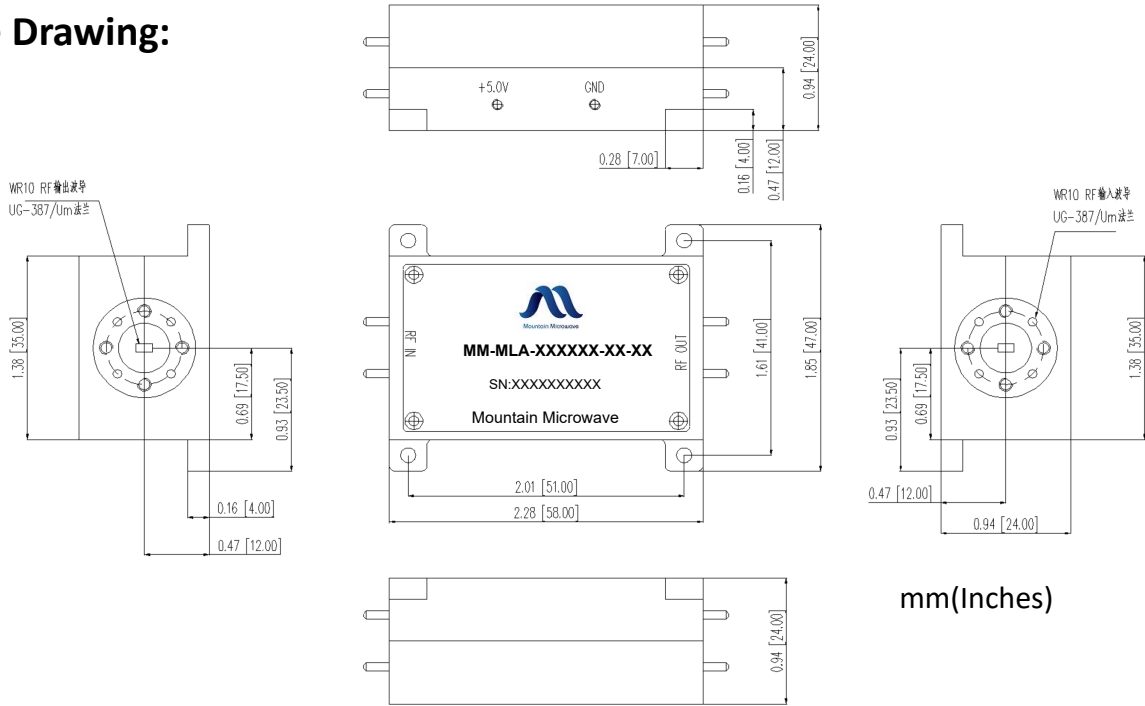 Drawing:
+5.0V
GND
0.94 [24.00]
0.28 [7.00]
0.16 [4.00]
0.47 [12.00]
WR10 RF输出波导
UG-387/Um法兰
1.38 [35.00]
0.69 [17.50]
0.93 [23.50]
0.16 [4.00]
0.47 [12.00]
Mountain Microwave
RF IN
MM-MLA-XXXXXX-XX-XX
RF OUT
SN:XXXXXXXXXX
Mountain Microwave
1.61 [41.00]
1.85 [47.00]
2.01 [51.00]
2.28 [58.00]
WR10 RF输入波导
UG-387/Um法兰
0.93 [23.50]
0.69 [17.50]
1.38 [35.00]
0.47 [12.00]
0.94 [24.00]
mm(Inches)
0.94 [24.00]